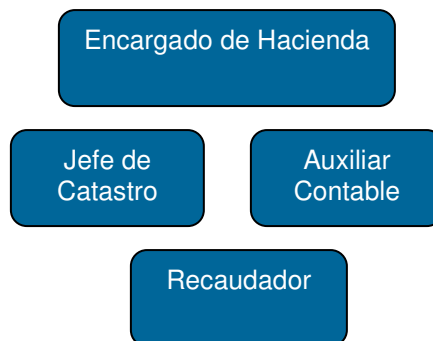 Encargado de Hacienda
Jefe de
Catastro
Auxiliar
Contable
Recaudador